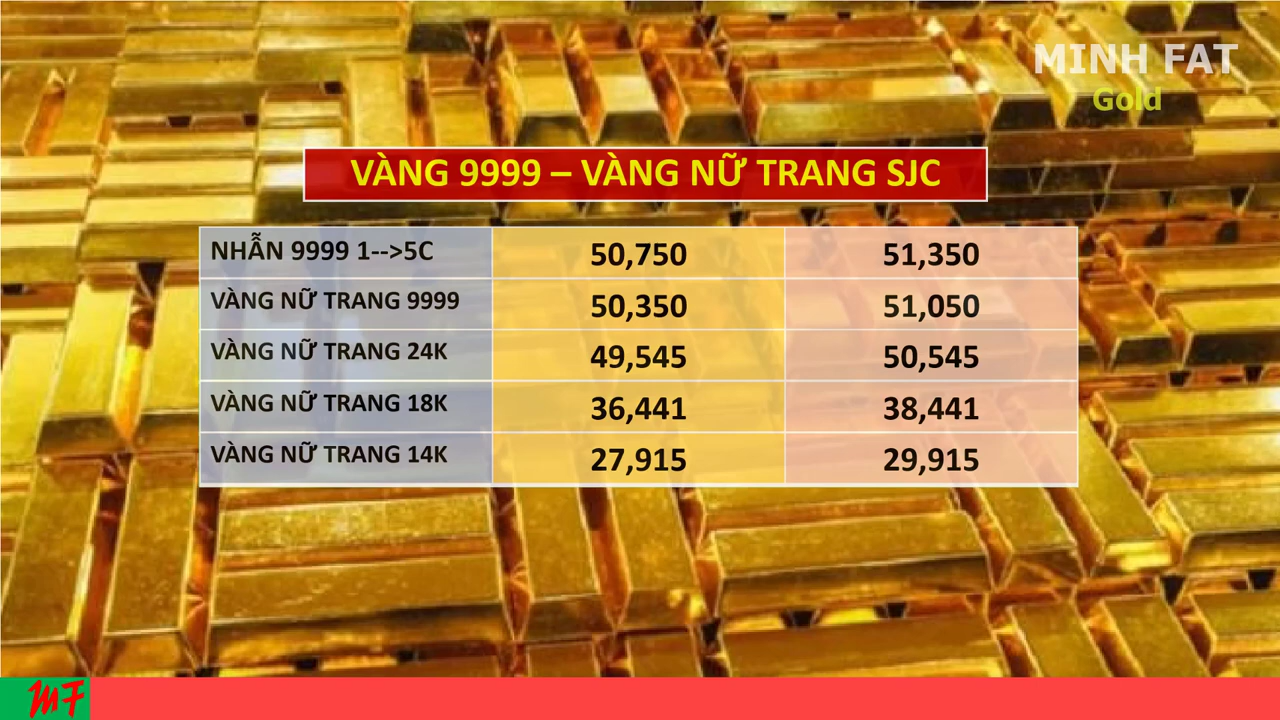 MINH FAT
Gold
VÀNG 9999 – VÀNG NỮ TRANG SJC
NHẪN 9999 1-->5C 50,750 51,350
VÀNG NỮ TRANG 9999 50,350 51,050
VÀNG NỮ TRANG 24K 49,545 50,545
VÀNG NỮ TRANG 18K 36,441 38,441
VÀNG NỮ TRANG 14K 27,915 29,915
MF